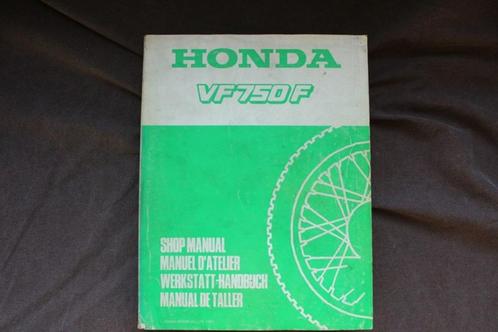 HONDA
VF750F
SHOP MANUAL
MANUEL D'ATELIER
WERKSTATT-HANDBUCH
MANUAL DE TALLER